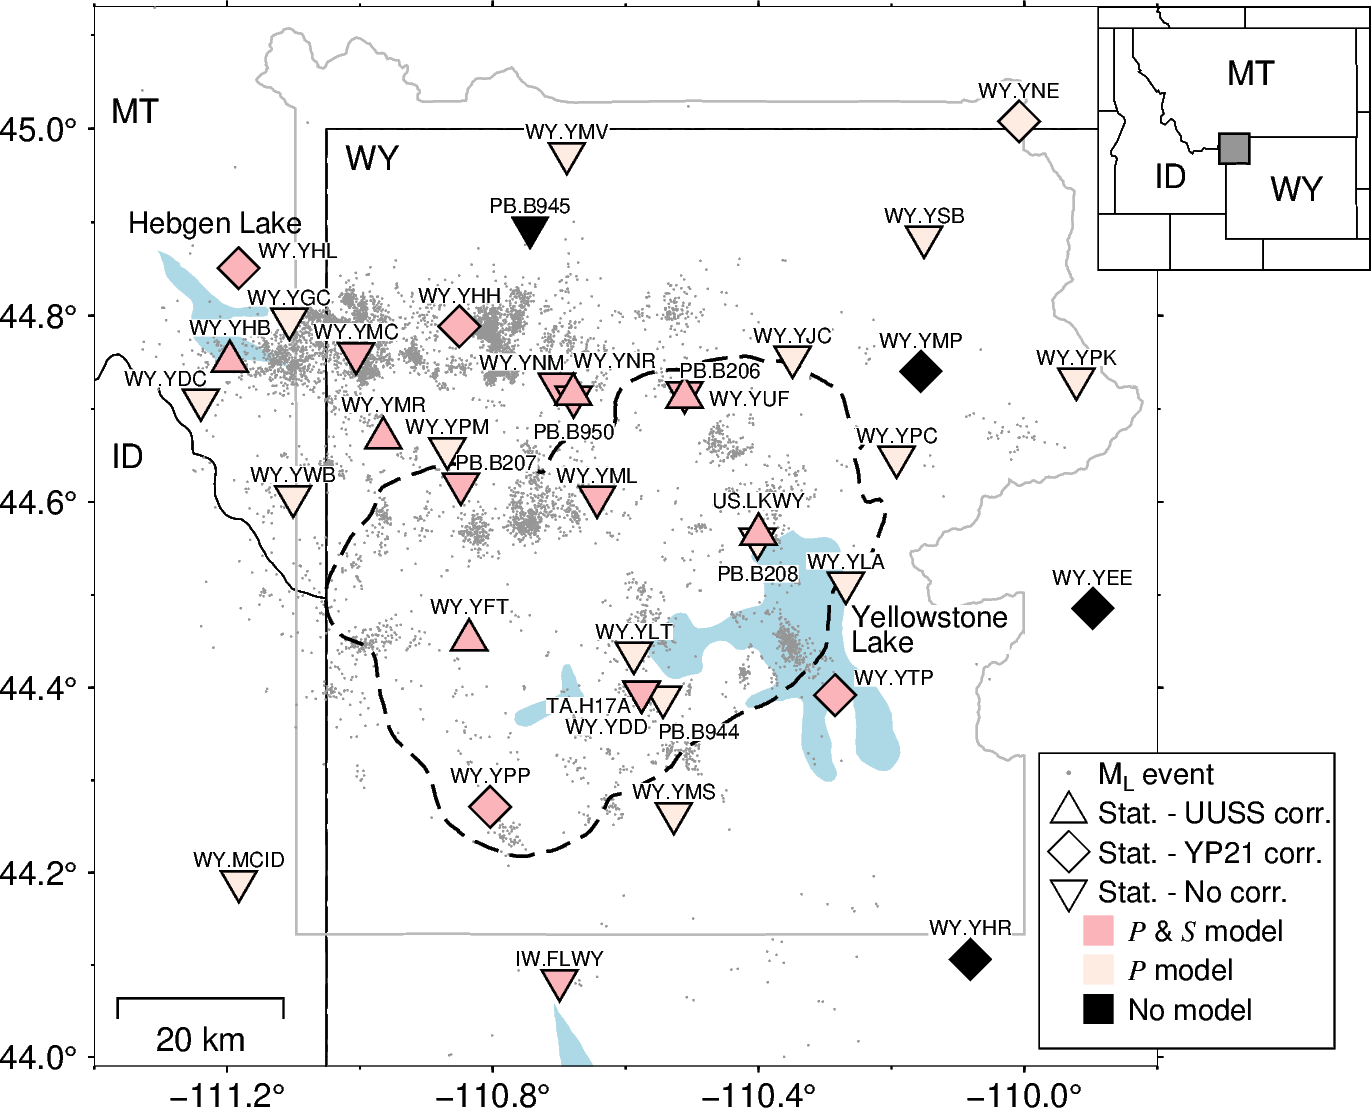 MT
WY
ID
MT
ID
WY
45.0°
44.8°
44.6°
44.4°
44.2°
44.0°
−111.2°
−110.8°
−110.4°
−110.0°
WY.YNE
WY.YMV
PB.B945
WY.YSB
Hebgen Lake
WY.YHL
WY.YGC
WY.YHH
WY.YHB
WY.YMC
WY.YJC
WY.YMP
WY.YPK
WY.YNM
WY.YNR
PB.B206
WY.YDC
WY.YUF
WY.YMR
WY.YPM
PB.B950
WY.YPC
PB.B207
WY.YWB
WY.YML
US.LKWY
PB.B208
WY.YLA
WY.YEE
WY.YFT
Yellowstone
Lake
WY.YLT
WY.YTP
TA.H17A
WY.YDD
PB.B944
WY.YPP
WY.YMS
WY.MCID
WY.YHR
IW.FLWY
20 km
ML event
Stat. - UUSS corr.
Stat. - YP21 corr.
Stat. - No corr.
P & S model
P model
No model